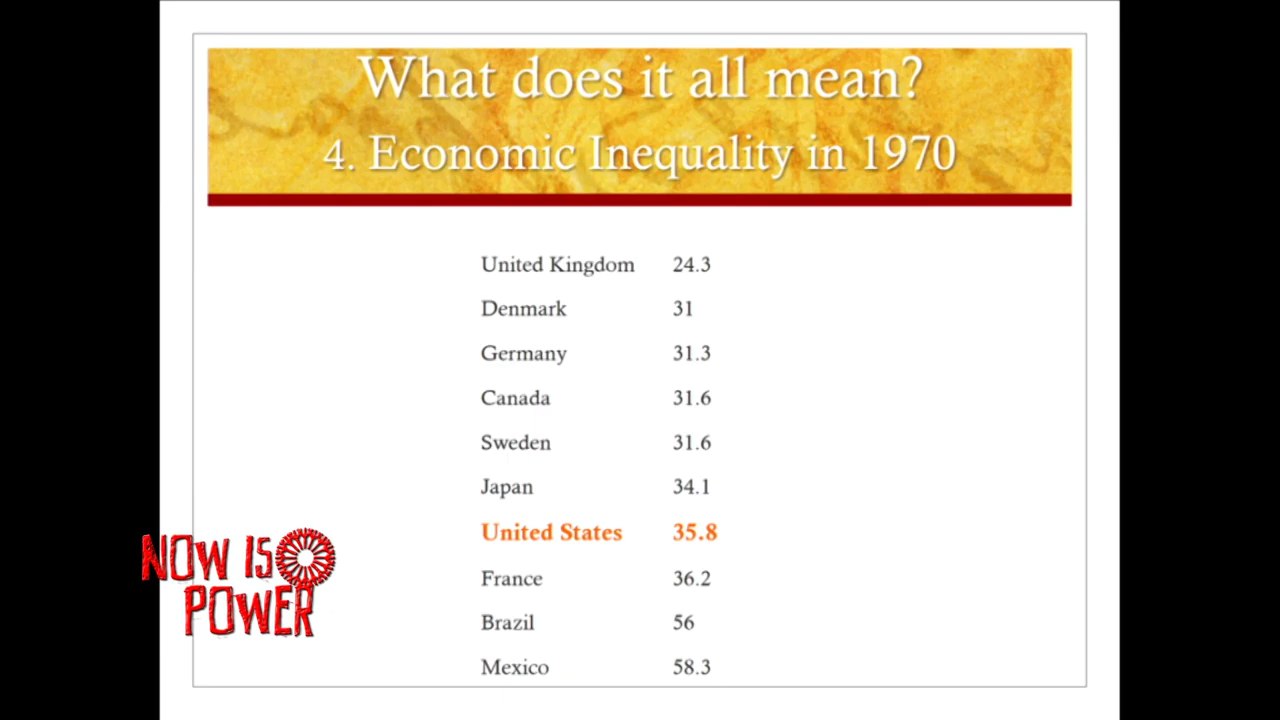 What does it all mean?
4. Economic Inequality in 1970
United Kingdom 24.3
Denmark 31
Germany 31.3
Canada 31.6
Sweden 31.6
Japan 34.1
United States 35.8
France 36.2
Brazil 56
Mexico 58.3
NOW IS
POWER